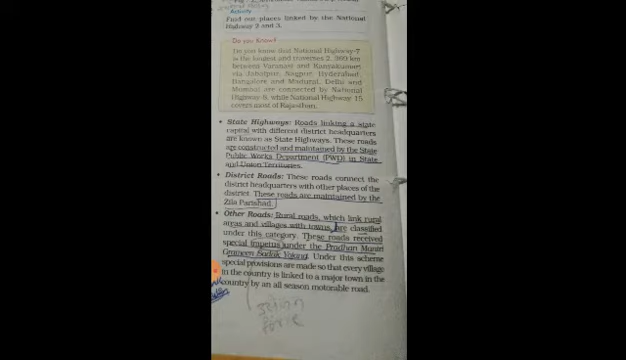 Activity
Find out places linked by the National
Highway 2 and 3.
Do you Know?
Do you know that National Highway-7
is the longest and traverses 2, 369 km
between Varanasi and Kanyakumari
via Jabalpur, Nagpur, Hyderabad,
Bangalore and Madurai. Delhi and
Mumbai are connected by National
Highway-8, while National Highway 15
covers most of Rajasthan.
• State Highways: Roads linking a state
capital with different district headquarters
are known as State Highways. These roads
are constructed and maintained by the State
Public Works Department (PWD) in State
and Union Territories.
• District Roads: These roads connect the
district headquarters with other places of the
district. These roads are maintained by the
Zila Parishad.
• Other Roads: Rural roads, which link rural
areas and villages with towns, are classified
under this category. These roads received
special impetus under the Pradhan Mantri
Grameen Sadak Yojana. Under this scheme
special provisions are made so that every village
in the country is linked to a major town in the
country by an all season motorable road.
force